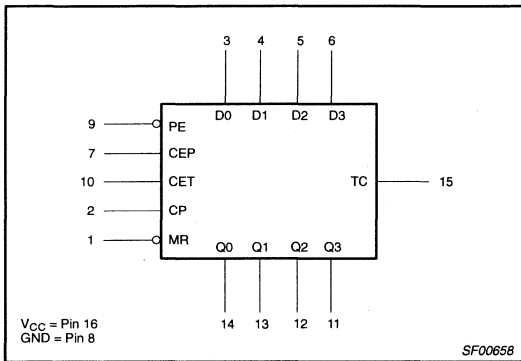 3 4 5 6
D0 D1 D2 D3
9 PE
7 CEP
10 CET TC 15
2 CP
1 MR
Q0 Q1 Q2 Q3
14 13 12 11
VCC = Pin 16
GND = Pin 8
SF00658